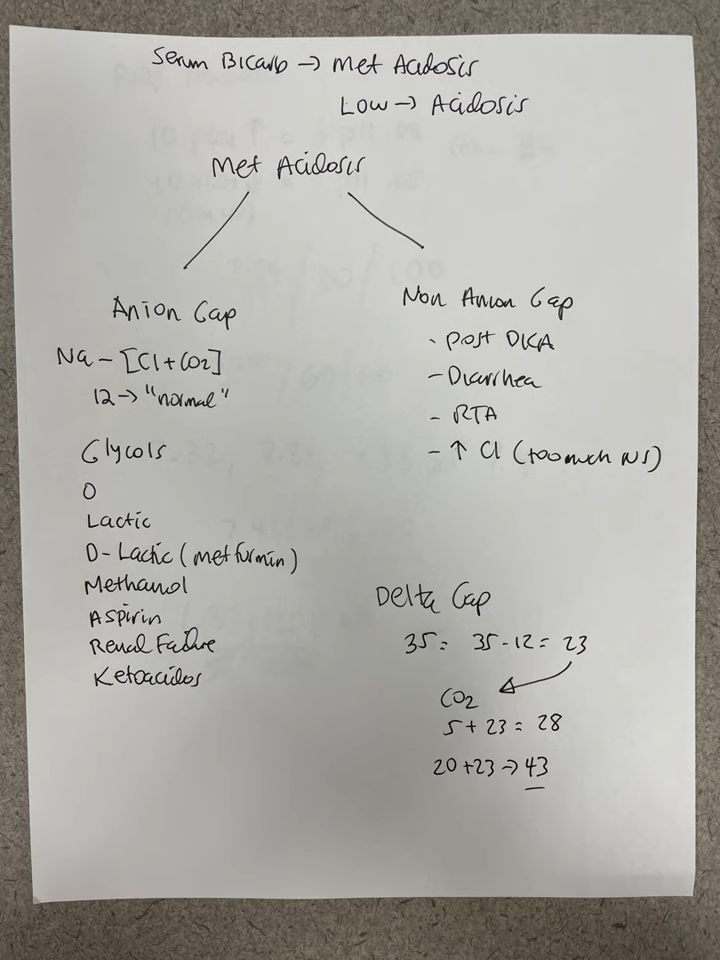 Serum Bicarb → Met Acidosis
Low → Acidosis
Met Acidosis
Anion Gap
Na - [Cl + CO2]
12 → "normal"
Glycols
O
Lactic
D-Lactic (metformin)
Methanol
Aspirin
Renal Failure
Ketoacidos
Non Anion Gap
- post DKA
- Diarrhea
- RTA
- ↑ Cl (too much NS)
Delta Gap
35 = 35 - 12 = 23
CO2
5 + 23 = 28
20 + 23 → 43